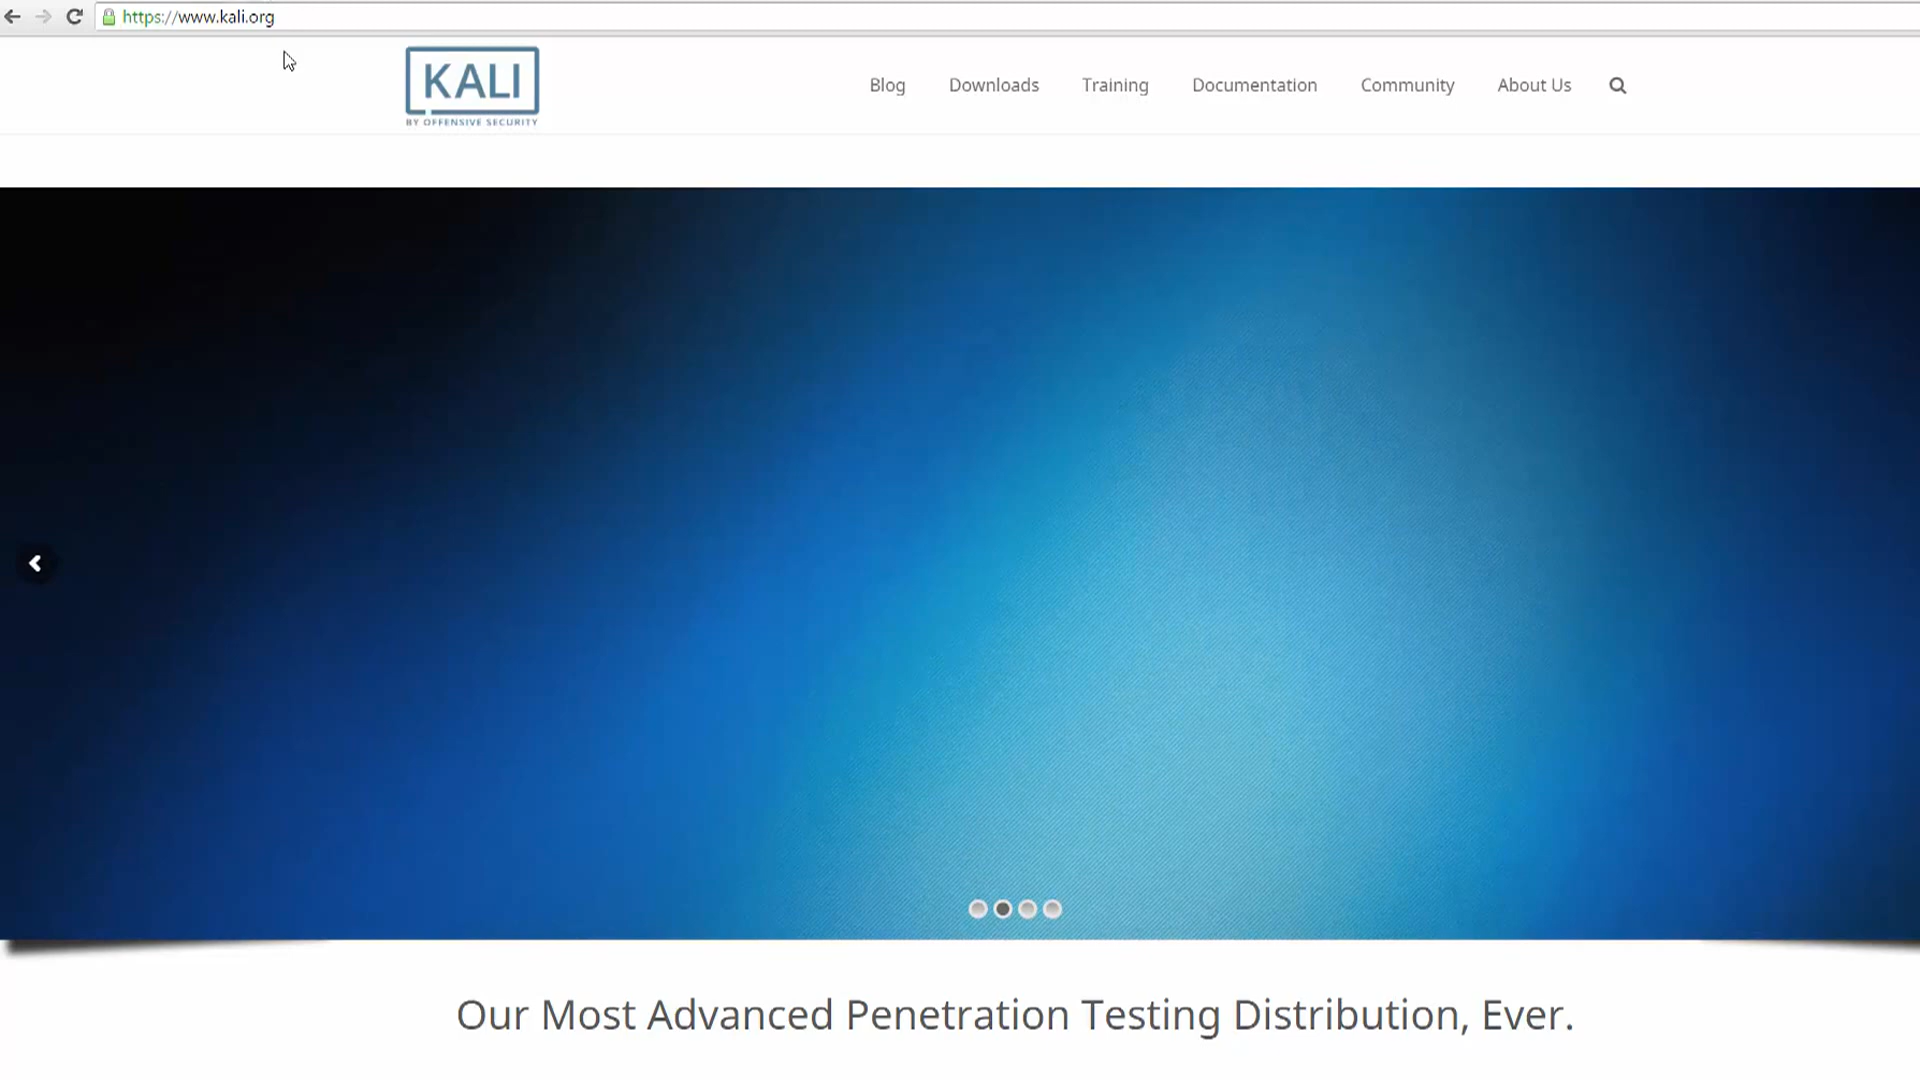 https://www.kali.org
KALI
BY OFFENSIVE SECURITY
Blog Downloads Training Documentation Community About Us
Our Most Advanced Penetration Testing Distribution, Ever.